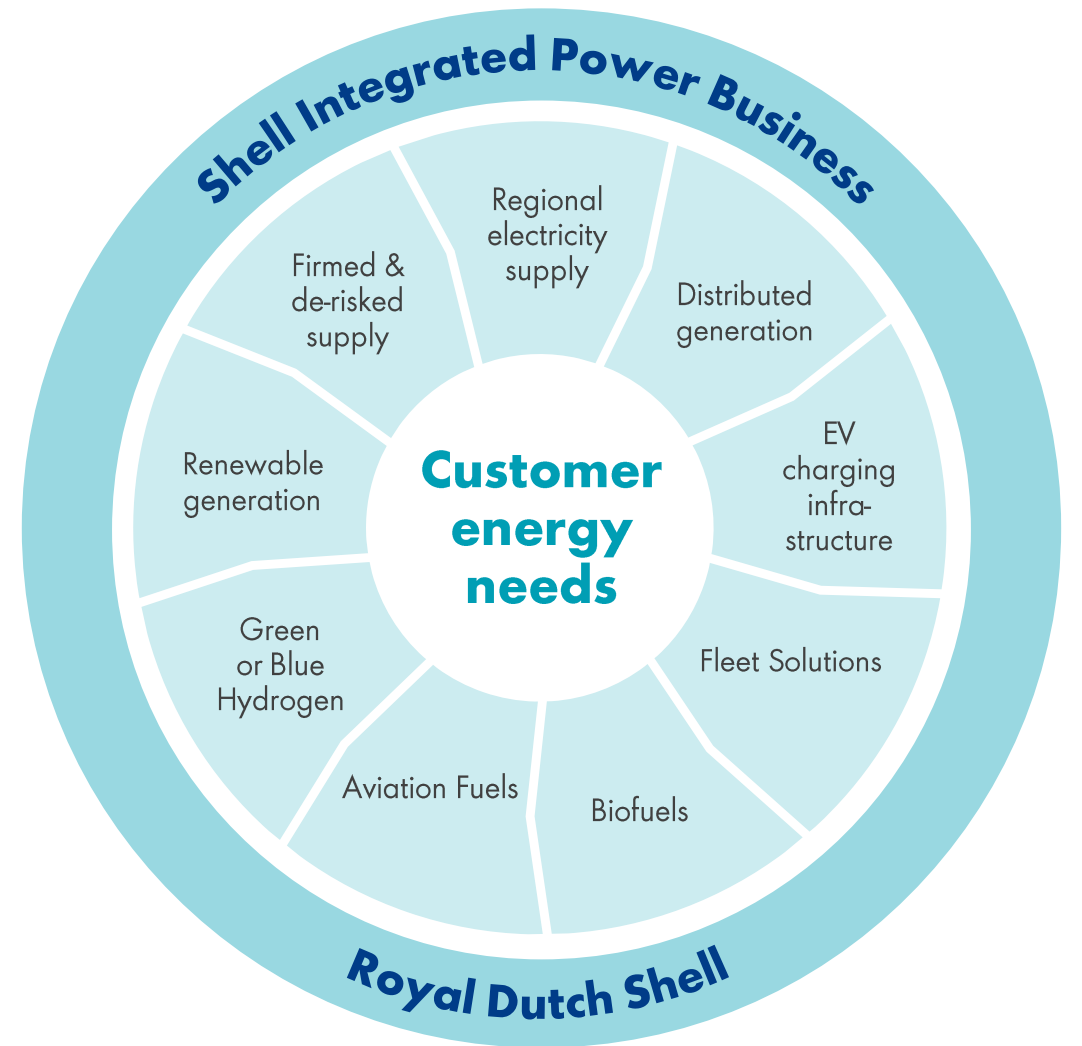 Shell Integrated Power Business
Regional
electricity
supply
Distributed
generation
EV
charging
infra-
structure
Fleet Solutions
Biofuels
Aviation Fuels
Green
or Blue
Hydrogen
Renewable
generation
Firmed &
de-risked
supply
Customer
energy
needs
Royal Dutch Shell